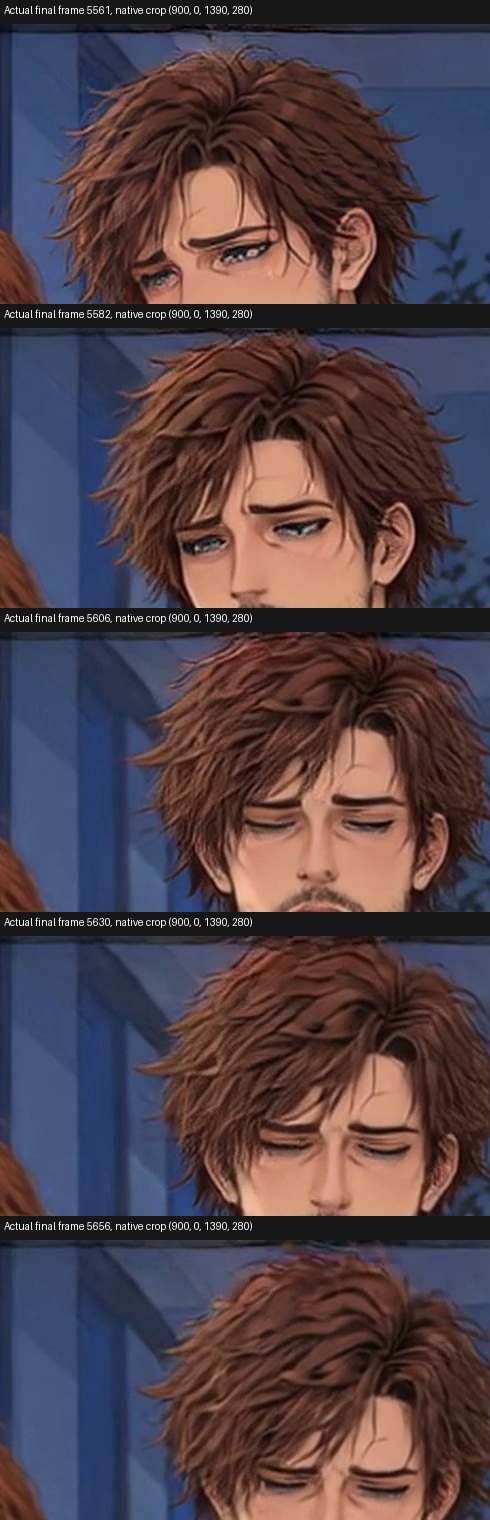 Actual final frame 5561, native crop (900, 0, 1390, 280)
Actual final frame 5582, native crop (900, 0, 1390, 280)
Actual final frame 5606, native crop (900, 0, 1390, 280)
Actual final frame 5630, native crop (900, 0, 1390, 280)
Actual final frame 5656, native crop (900, 0, 1390, 280)